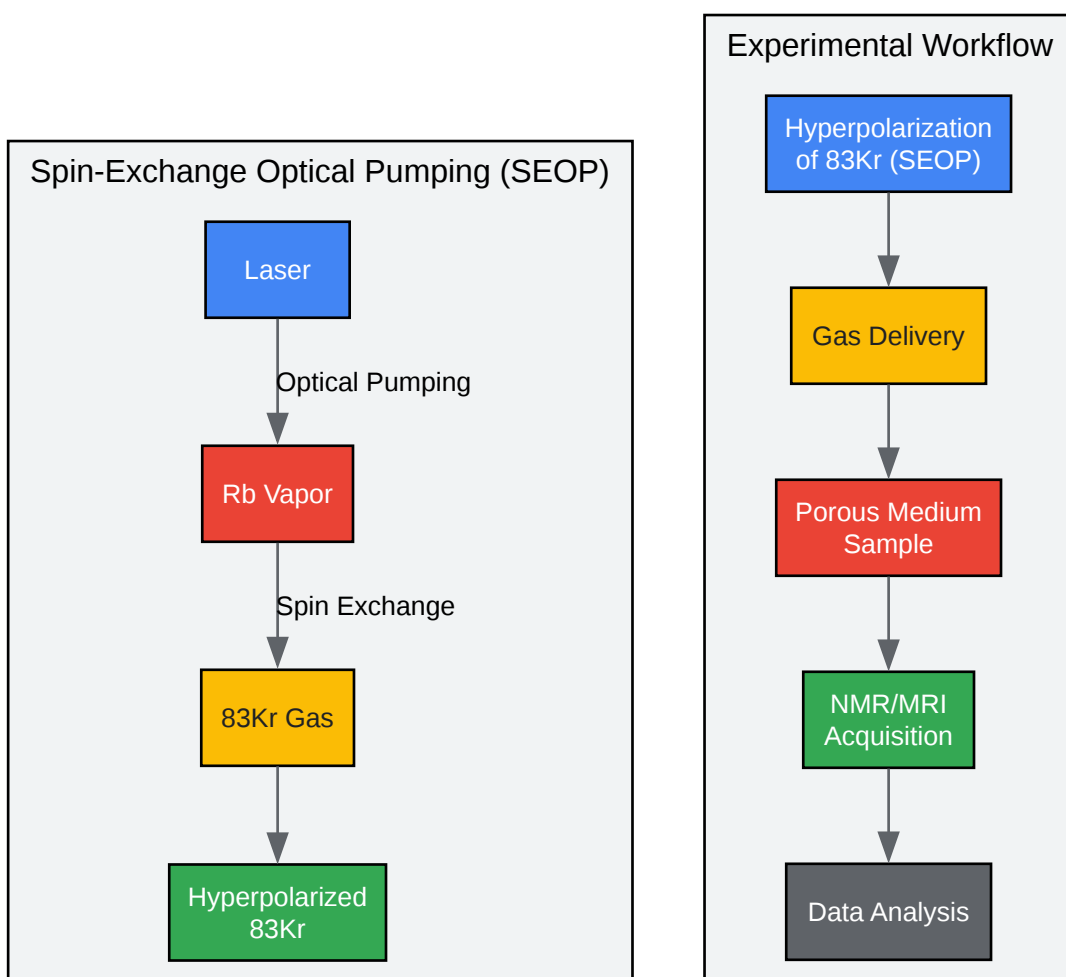 Spin-Exchange Optical Pumping (SEOP)
Laser
Optical Pumping
Rb Vapor
Spin Exchange
83Kr Gas
Hyperpolarized
83Kr
Experimental Workflow
Hyperpolarization
of 83Kr (SEOP)
Gas Delivery
Porous Medium
Sample
NMR/MRI
Acquisition
Data Analysis